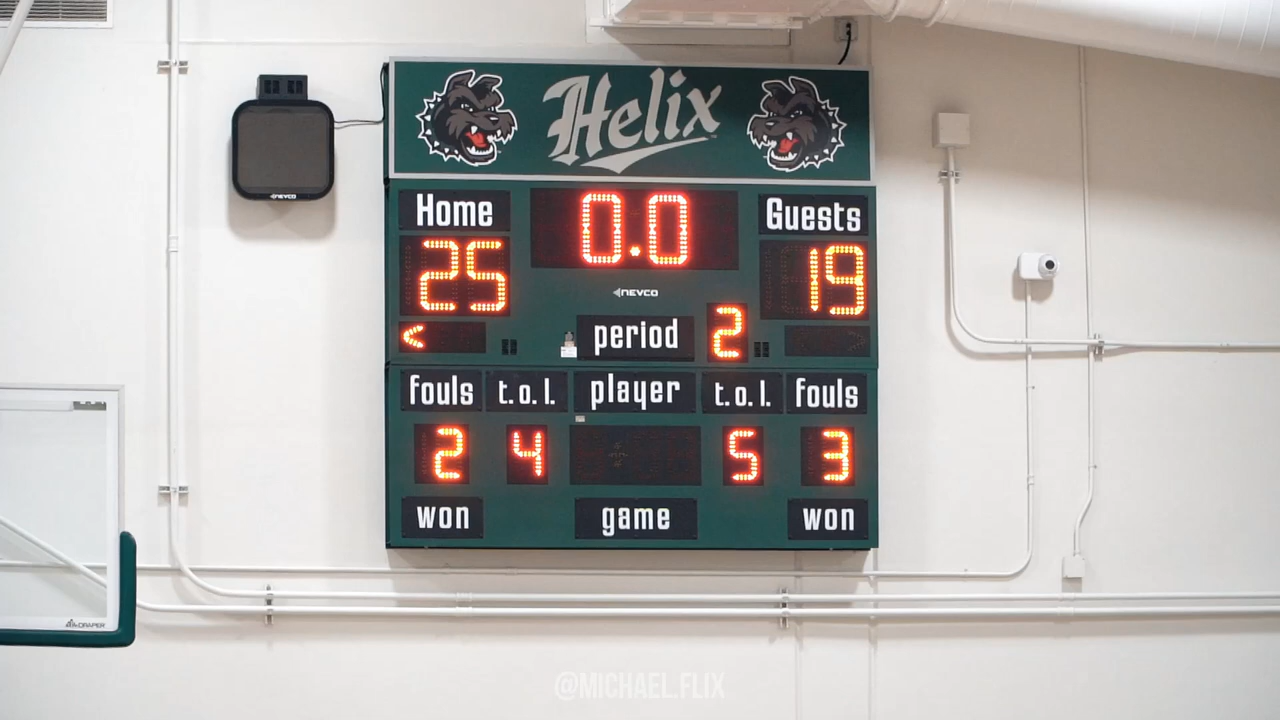 Helix
Home
0.0
Guests
25
19
NEVCO
NEVCO
<
period
2
fouls
t.o.l.
player
t.o.l.
fouls
2
4
5
3
won
game
won
DRAPER
@MICHAEL.FLIX